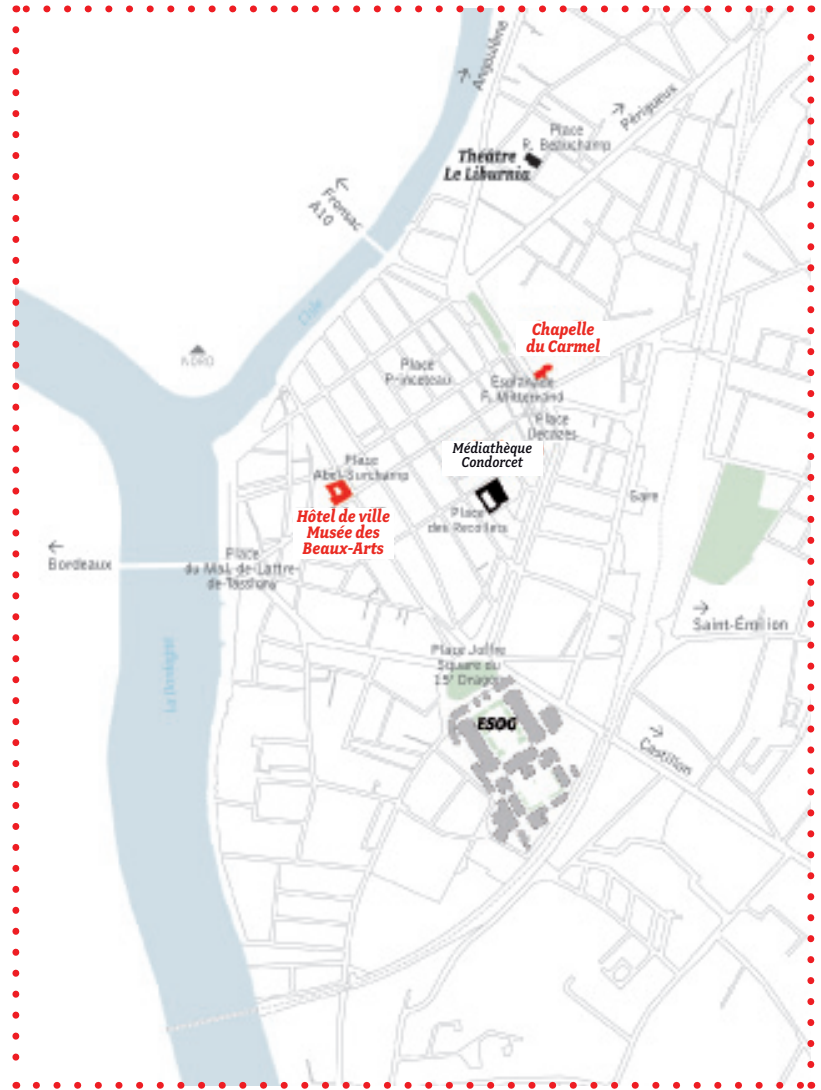 Angoulême
Périgueux
Place
R. Beauchamp
Théâtre
Le Liburnia
Fronsac
A10
L'Isle
Chapelle
du Carmel
NORD
Place
Princeteau
Esplanade
F. Mitterrand
Place
Decazes
Médiathèque
Condorcet
Place
Abel-Surchamp
Gare
Place
des Récollets
Hôtel de ville
Musée des
Beaux-Arts
Bordeaux
Place
du Mal.-de-Lattre-
de-Tassigny
Saint-Émilion
La Dordogne
Place Joffre
Square du
15e Dragon
ESOG
Castillon